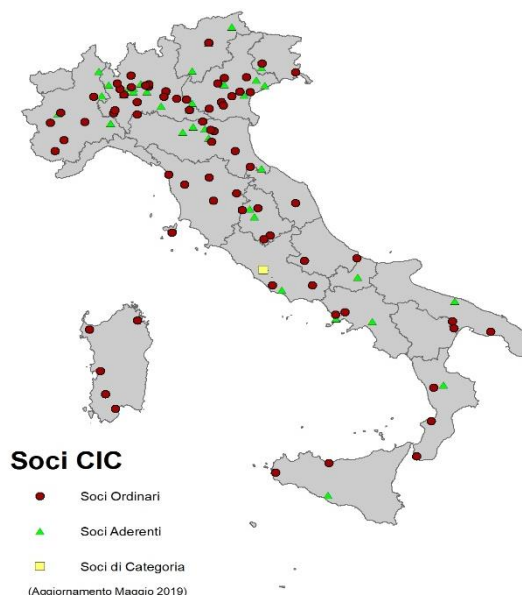 Soci CIC
Soci Ordinari
Soci Aderenti
Soci di Categoria
(Aggiornamento Maggio 2019)